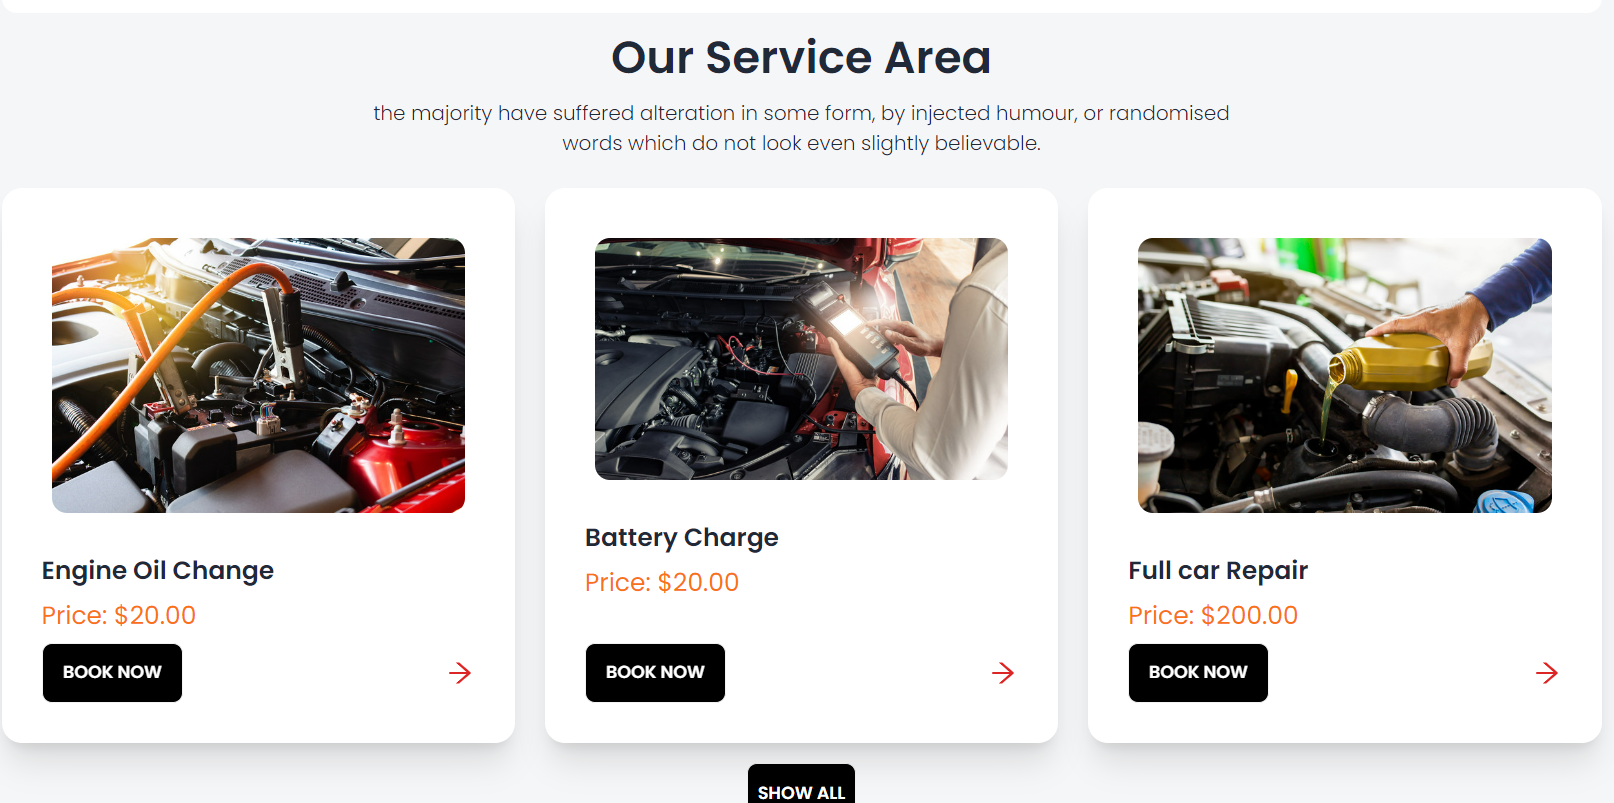 Our Service Area
the majority have suffered alteration in some form, by injected humour, or randomised
words which do not look even slightly believable.
Engine Oil Change
Price: $20.00
BOOK NOW
Battery Charge
Price: $20.00
BOOK NOW
Full car Repair
Price: $200.00
BOOK NOW
SHOW ALL